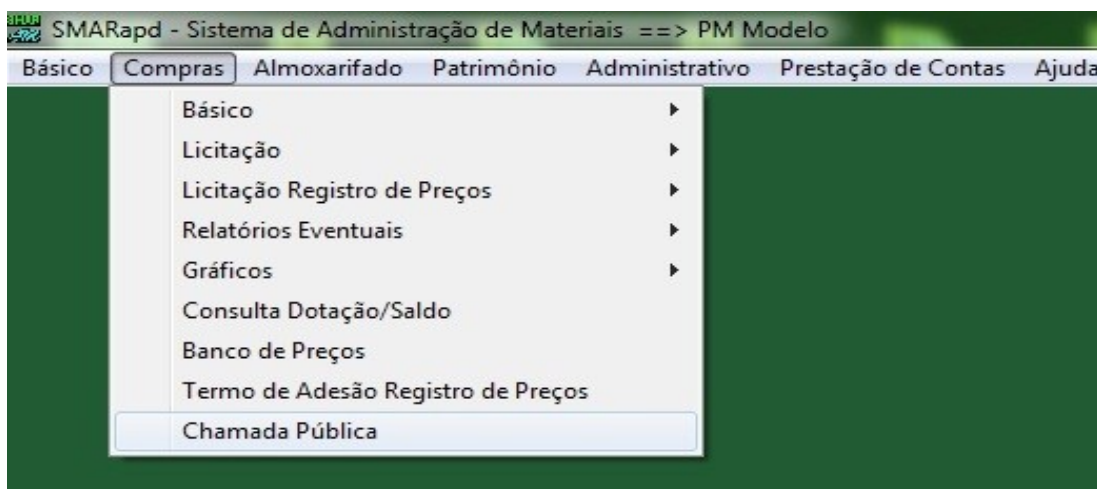 SMARapd - Sistema de Administração de Materiais ==> PM Modelo
Básico Compras Almoxarifado Patrimônio Administrativo Prestação de Contas Ajuda
Básico
Licitação
Licitação Registro de Preços
Relatórios Eventuais
Gráficos
Consulta Dotação/Saldo
Banco de Preços
Termo de Adesão Registro de Preços
Chamada Pública